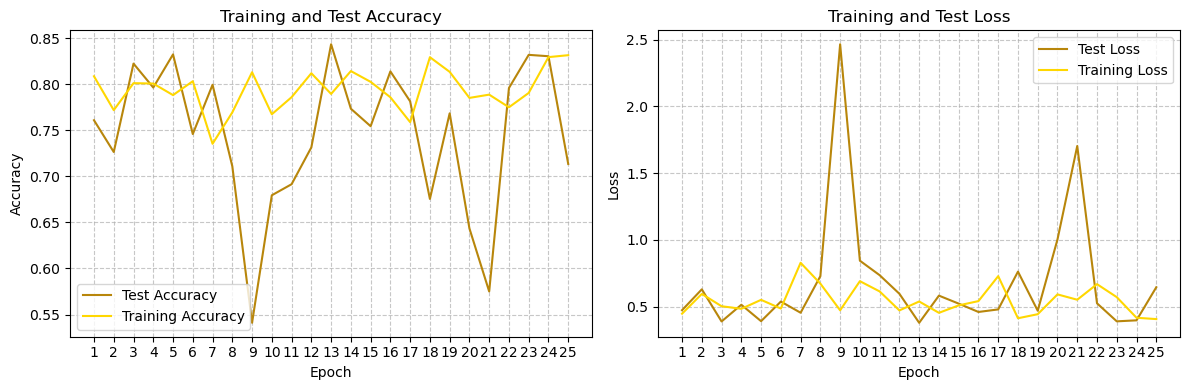 Training and Test Accuracy
Accuracy
0.85
0.80
0.75
0.70
0.65
0.60
0.55
Test Accuracy
Training Accuracy
1 2 3 4 5 6 7 8 9 10 11 12 13 14 15 16 17 18 19 20 21 22 23 24 25
Epoch
Training and Test Loss
Loss
2.5
2.0
1.5
1.0
0.5
Test Loss
Training Loss
1 2 3 4 5 6 7 8 9 10 11 12 13 14 15 16 17 18 19 20 21 22 23 24 25
Epoch